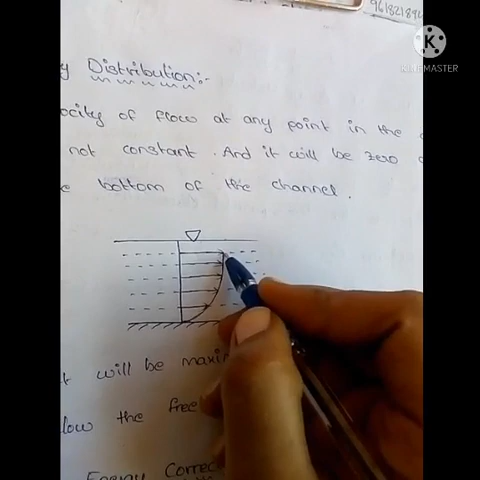 961821896
KINEMASTER
y Distribution:-
ocity of flow at any point in the
not constant. And it will be zero
e bottom of the channel.
t will be maxi
low the free
Energy Correc